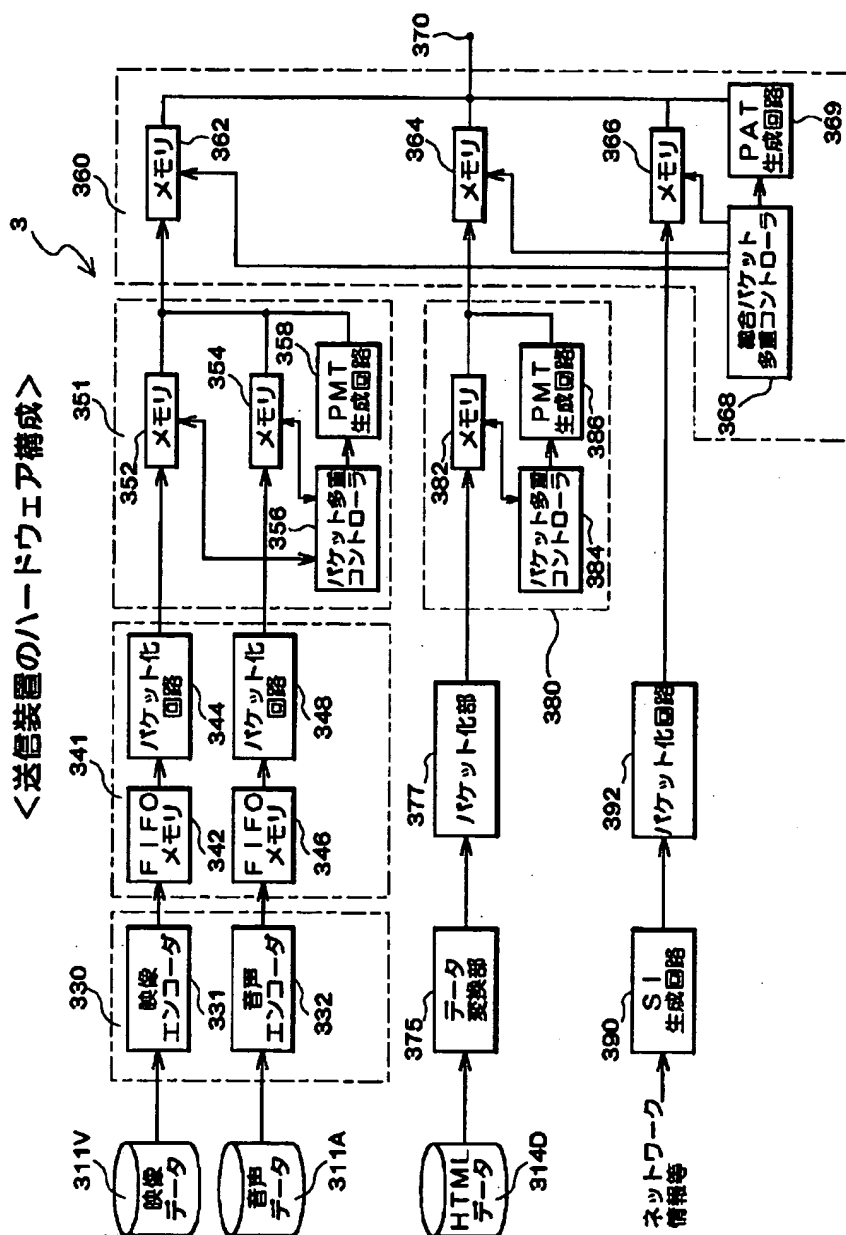 <送信装置のハードウェア構成>
3
311V
映像
データ
音声
データ
311A
330
映像
エンコーダ
331
音声
エンコーダ
332
341
FIFO
メモリ
342
パケット化
回路
344
FIFO
メモリ
346
パケット化
回路
348
351
メモリ
352
メモリ
354
パケット多重
コントローラ
356
PMT
生成回路
358
360
メモリ
362
メモリ
364
メモリ
366
総合パケット
多重コントローラ
368
PAT
生成回路
369
370
HTML
データ
314D
データ
変換部
375
パケット化部
377
メモリ
382
パケット多重
コントローラ
384
PMT
生成回路
386
380
ネットワーク
情報等
SI
生成回路
390
パケット化回路
392